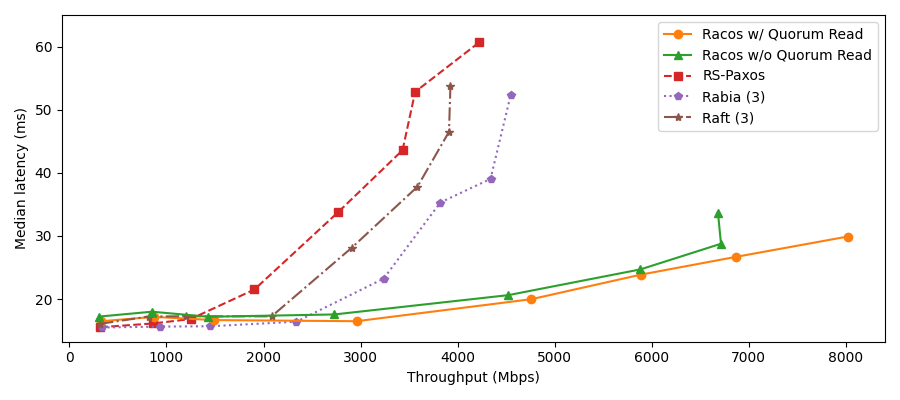 Racos w/ Quorum Read
Racos w/o Quorum Read
RS-Paxos
Rabia (3)
Raft (3)
Median latency (ms)
60
50
40
30
20
0
1000
2000
3000
4000
5000
6000
7000
8000
Throughput (Mbps)